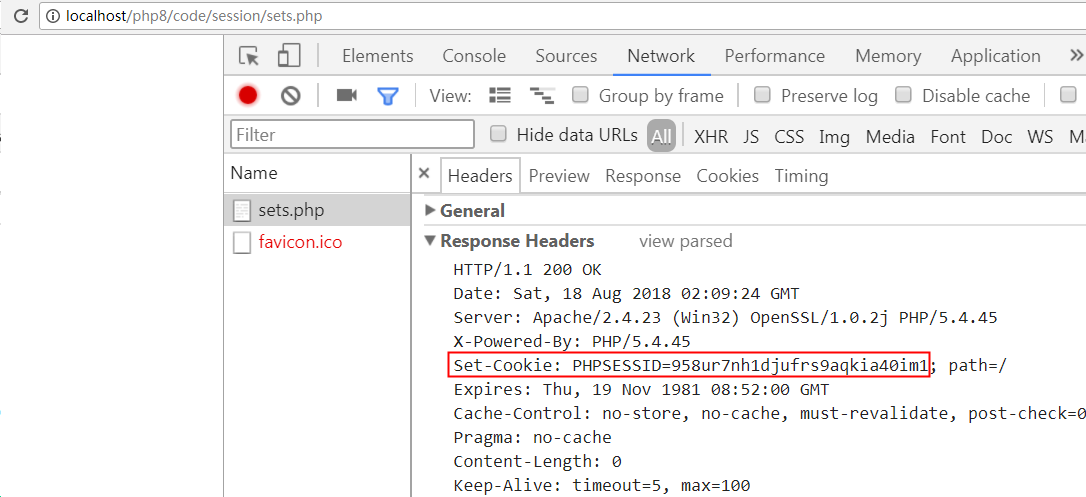 localhost/php8/code/session/sets.php
Elements Console Sources Network Performance Memory Application »
View: Group by frame Preserve log Disable cache
Filter Hide data URLs All XHR JS CSS Img Media Font Doc WS
Name × Headers Preview Response Cookies Timing
sets.php
favicon.ico
General
Response Headers view parsed
HTTP/1.1 200 OK
Date: Sat, 18 Aug 2018 02:09:24 GMT
Server: Apache/2.4.23 (Win32) OpenSSL/1.0.2j PHP/5.4.45
X-Powered-By: PHP/5.4.45
Set-Cookie: PHPSESSID=958ur7nh1djufrs9aqkia40im1; path=/
Expires: Thu, 19 Nov 1981 08:52:00 GMT
Cache-Control: no-store, no-cache, must-revalidate, post-check=0
Pragma: no-cache
Content-Length: 0
Keep-Alive: timeout=5, max=100